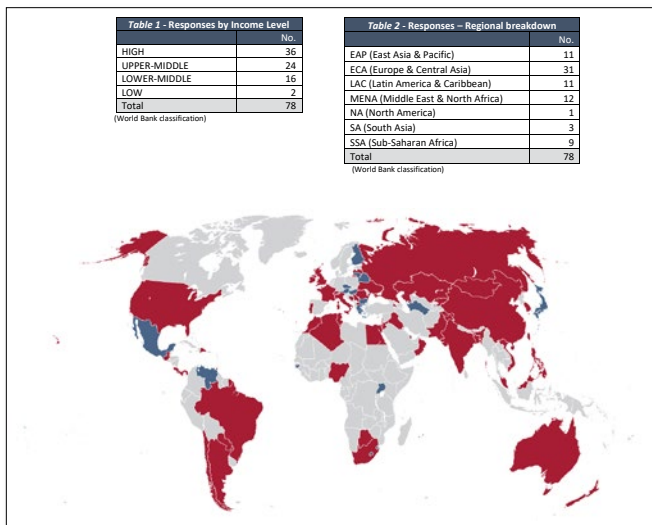 Table 1 - Responses by Income Level
No.
HIGH 36
UPPER-MIDDLE 24
LOWER-MIDDLE 16
LOW 2
Total 78
(World Bank classification)
Table 2 - Responses – Regional breakdown
No.
EAP (East Asia & Pacific) 11
ECA (Europe & Central Asia) 31
LAC (Latin America & Caribbean) 11
MENA (Middle East & North Africa) 12
NA (North America) 1
SA (South Asia) 3
SSA (Sub-Saharan Africa) 9
Total 78
(World Bank classification)